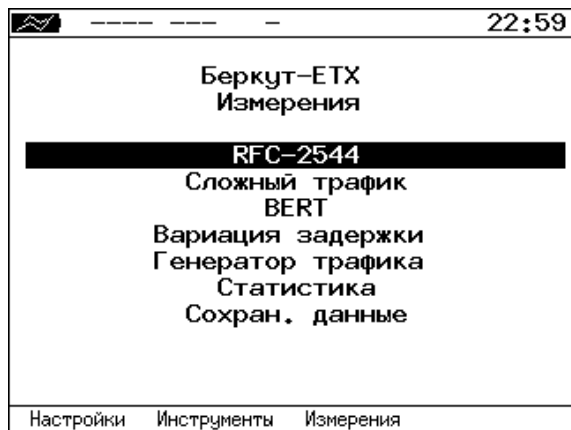 ---- --- - 22:59
Беркут-ETX
Измерения
RFC-2544
Сложный трафик
BERT
Вариация задержки
Генератор трафика
Статистика
Сохран. данные
Настройки Инструменты Измерения